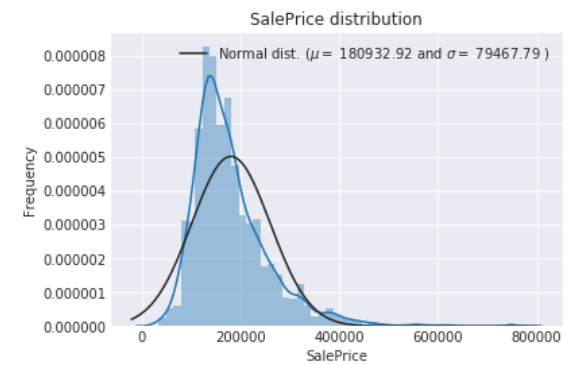 SalePrice distribution
Normal dist. (μ = 180932.92 and σ = 79467.79 )
0.000008
0.000007
0.000006
0.000005
0.000004
0.000003
0.000002
0.000001
0.000000
Frequency
0 200000 400000 600000 800000
SalePrice